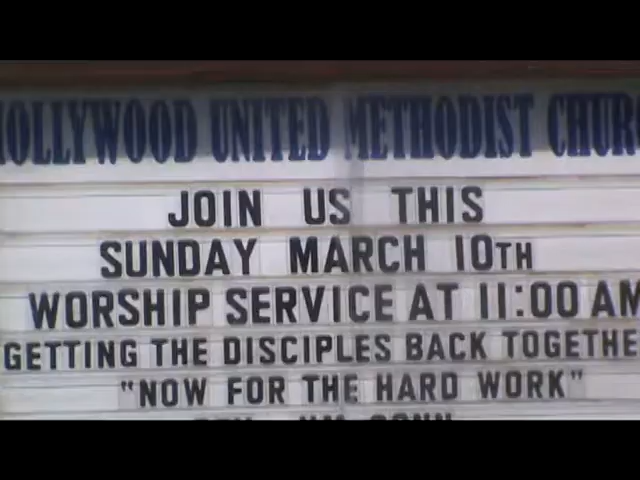 HOLLYWOOD UNITED METHODIST CHUR
JOIN US THIS
SUNDAY MARCH 10TH
WORSHIP SERVICE AT 11:00 AM
GETTING THE DISCIPLES BACK TOGETHE
"NOW FOR THE HARD WORK"